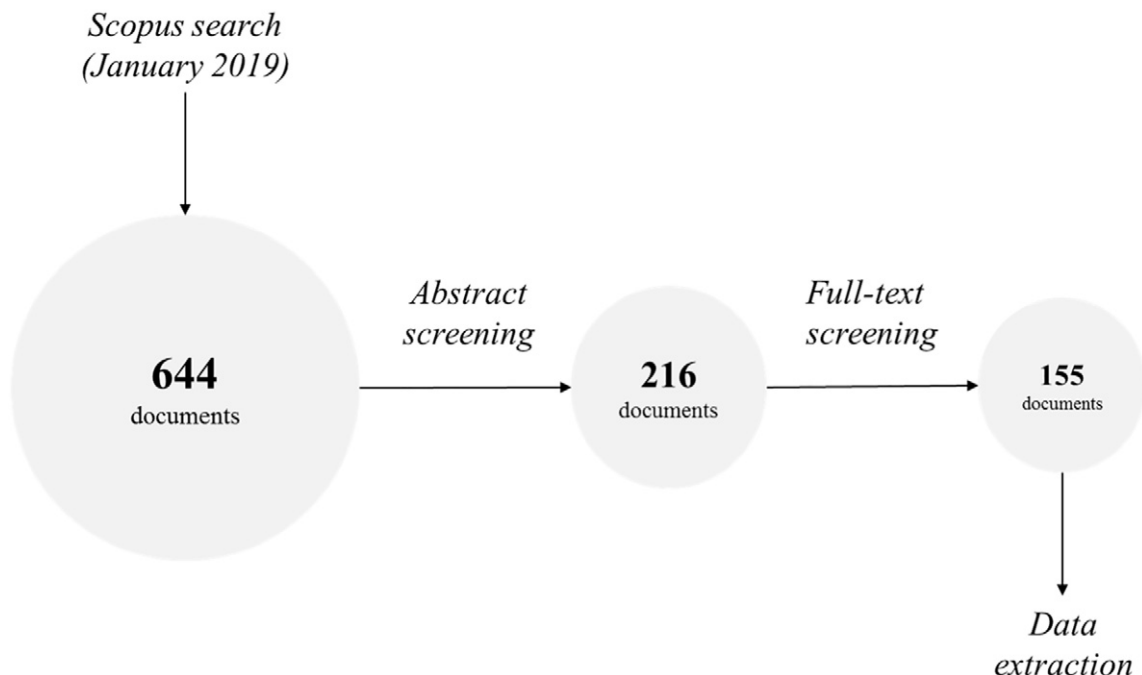 Scopus search
(January 2019)
644
documents
Abstract
screening
216
documents
Full-text
screening
155
documents
Data
extraction